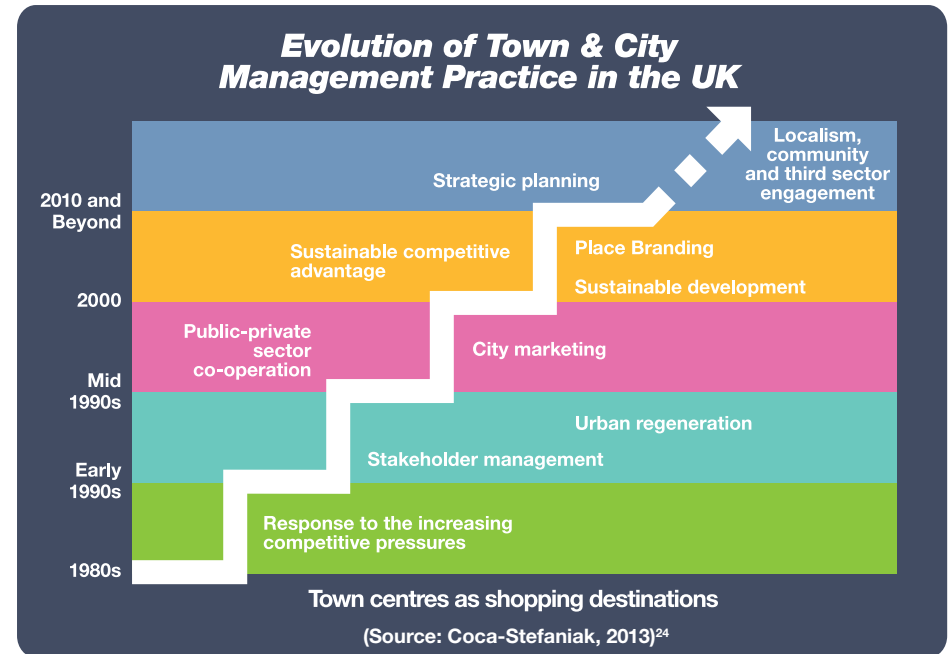 Evolution of Town & City
Management Practice in the UK
Localism,
community
and third sector
engagement
Strategic planning
2010 and
Beyond
Sustainable competitive
advantage
Place Branding
Sustainable development
2000
Public-private
sector
co-operation
City marketing
Mid
1990s
Urban regeneration
Stakeholder management
Early
1990s
Response to the increasing
competitive pressures
1980s
Town centres as shopping destinations
(Source: Coca-Stefaniak, 2013)²⁴